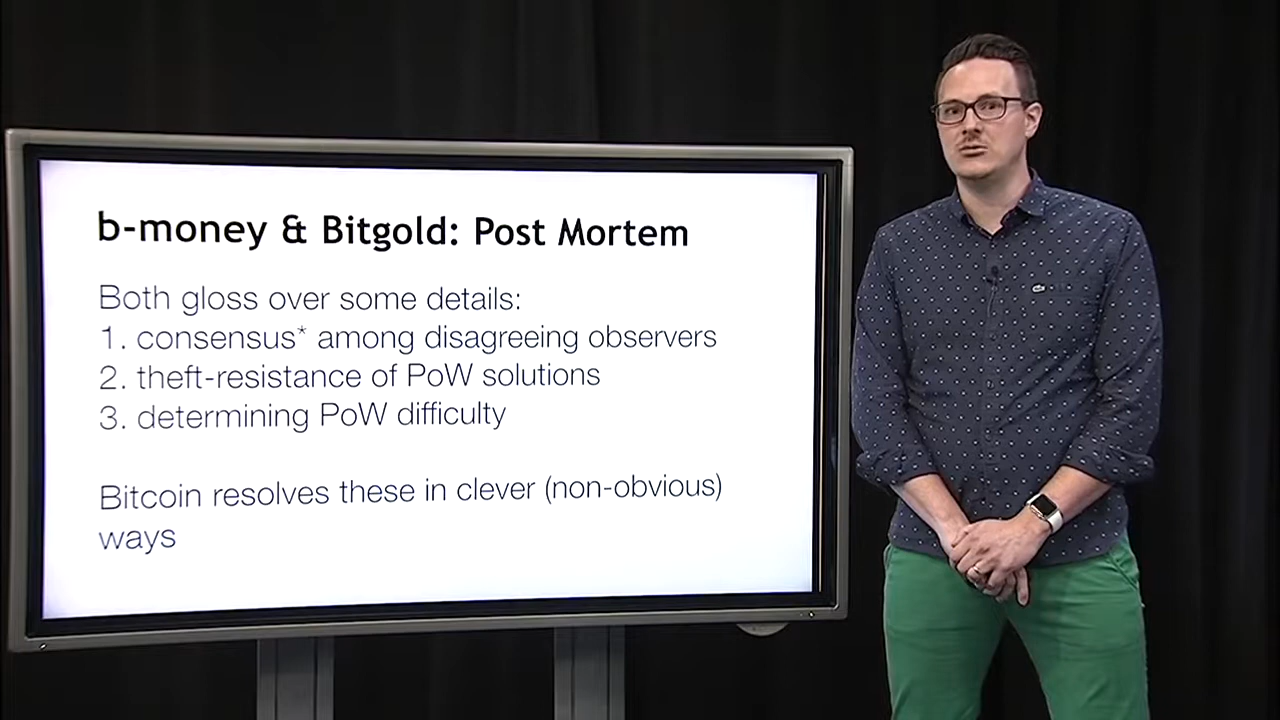 b-money & Bitgold: Post Mortem
Both gloss over some details:
1. consensus* among disagreeing observers
2. theft-resistance of PoW solutions
3. determining PoW difficulty
Bitcoin resolves these in clever (non-obvious)
ways